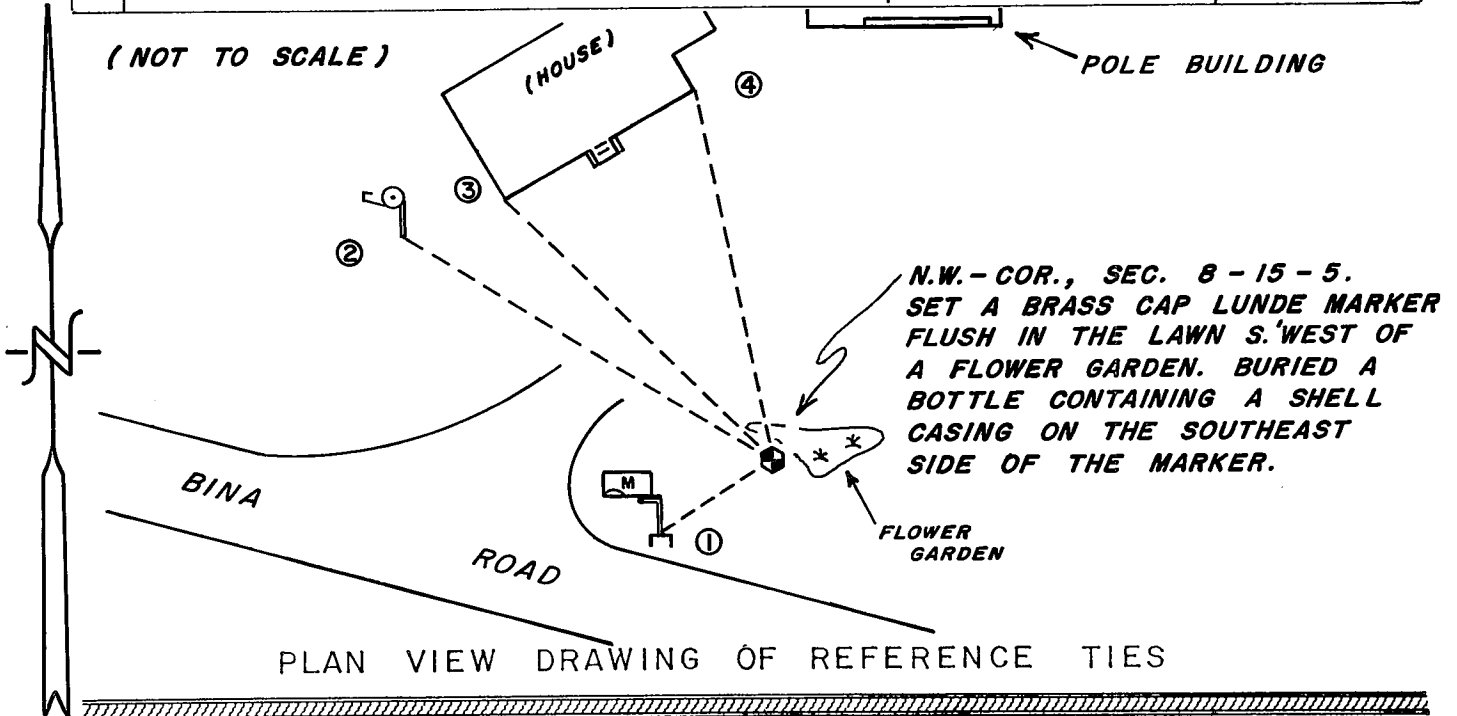 (NOT TO SCALE)
(HOUSE)
④
POLE BUILDING
③
②
N.W.-COR., SEC. 8-15-5.
SET A BRASS CAP LUNDE MARKER
FLUSH IN THE LAWN S.'WEST OF
A FLOWER GARDEN. BURIED A
BOTTLE CONTAINING A SHELL
CASING ON THE SOUTHEAST
SIDE OF THE MARKER.
N
M
BINA
ROAD
①
FLOWER
GARDEN
PLAN VIEW DRAWING OF REFERENCE TIES